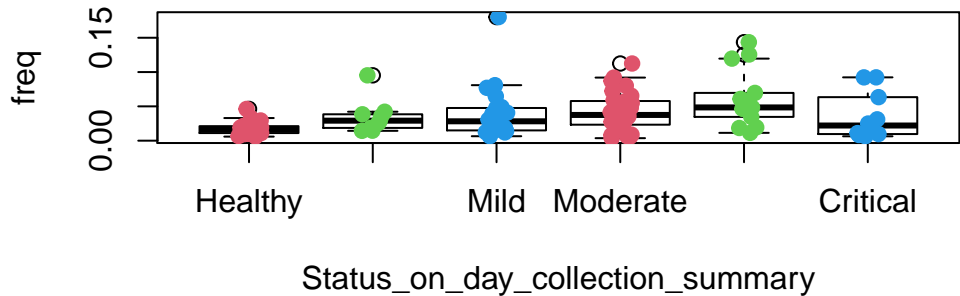 freq
0.15
0.00
Healthy Mild Moderate Critical
Status_on_day_collection_summary